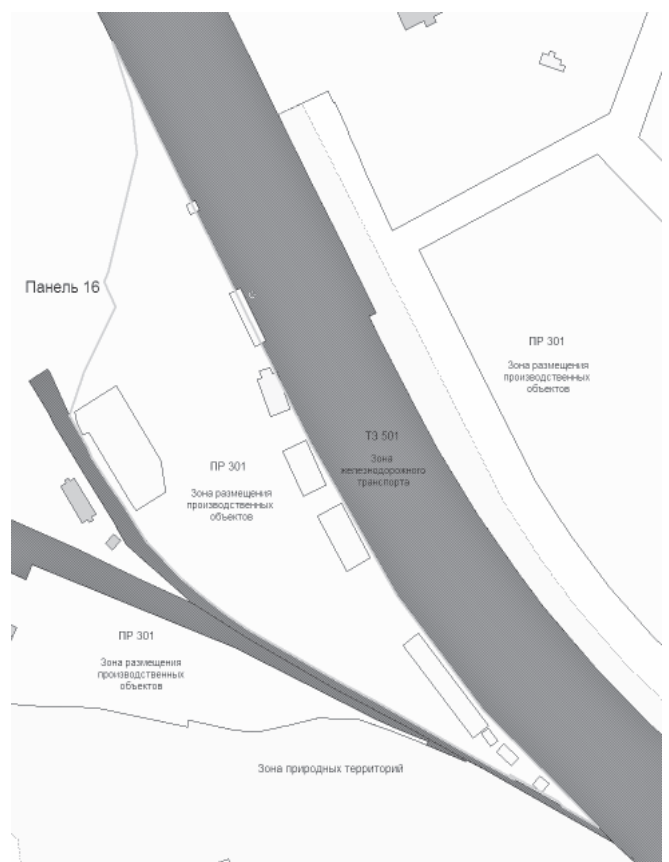 Панель 16
ПР 301
Зона размещения
производственных
объектов
ТЭ 501
Зона
железнодорожного
транспорта
ПР 301
Зона размещения
производственных
объектов
ПР 301
Зона размещения
производственных
объектов
Зона природных территорий